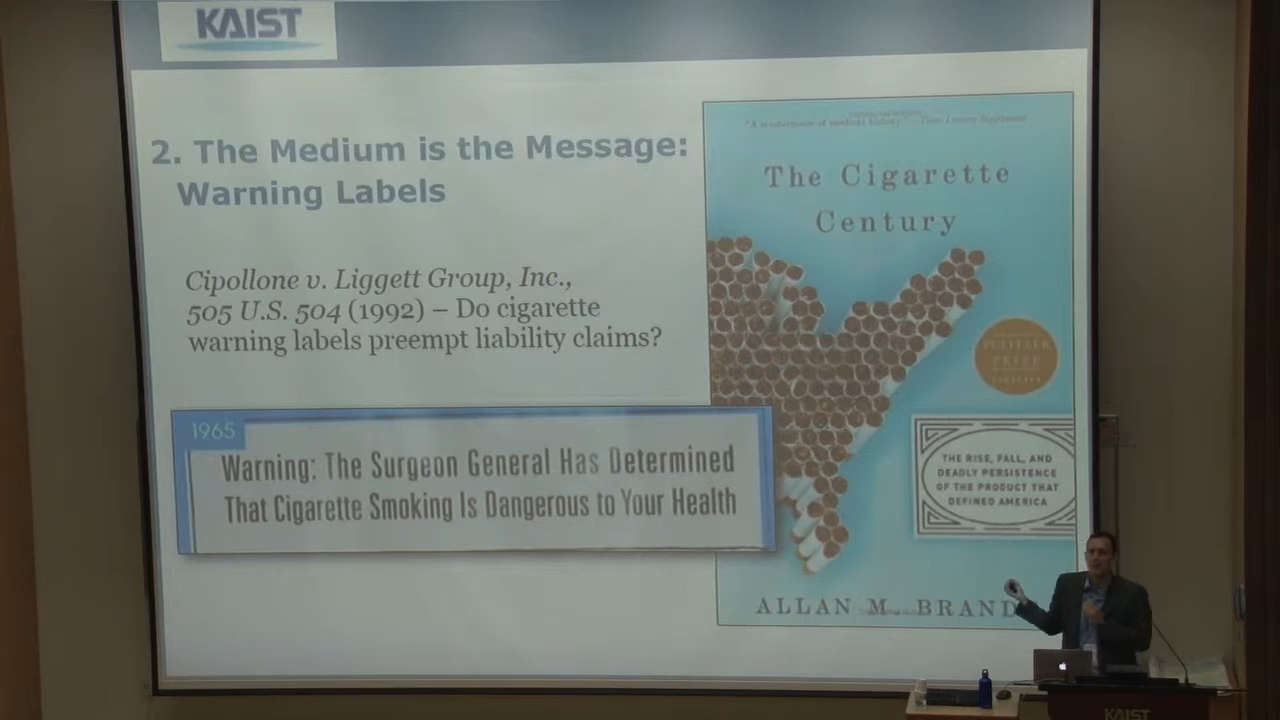 KAIST
2. The Medium is the Message:
Warning Labels
Cipollone v. Liggett Group, Inc.,
505 U.S. 504 (1992) – Do cigarette
warning labels preempt liability claims?
1965
Warning: The Surgeon General Has Determined
That Cigarette Smoking Is Dangerous to Your Health
The Cigarette
Century
PULITZER
PRIZE
THE RISE, FALL, AND
DEADLY PERSISTENCE
OF THE PRODUCT THAT
DEFINED AMERICA
ALLAN M. BRAND
KAIST